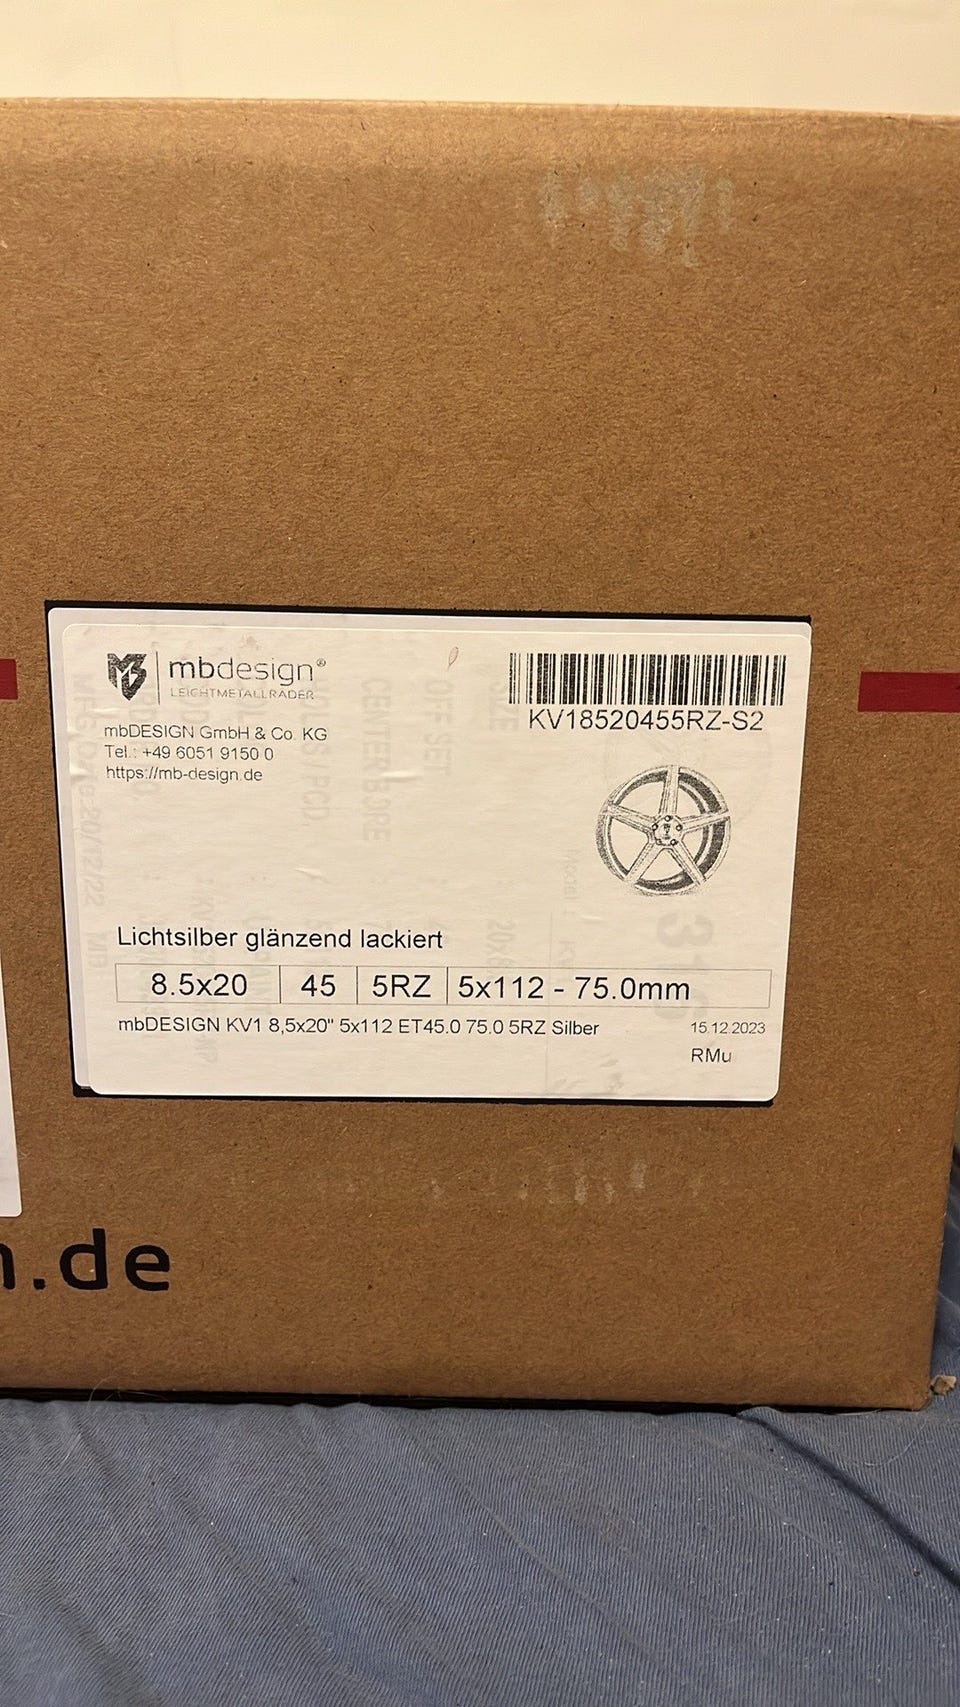 mbdesign®
LEICHTMETALLRÄDER
mbDESIGN GmbH & Co. KG
Tel.: +49 6051 9150 0
https://mb-design.de
KV18520455RZ-S2
Lichtsilber glänzend lackiert
8.5x20 45 5RZ 5x112 - 75.0mm
mbDESIGN KV1 8,5x20" 5x112 ET45.0 75.0 5RZ Silber
15.12.2023
RMu
.de